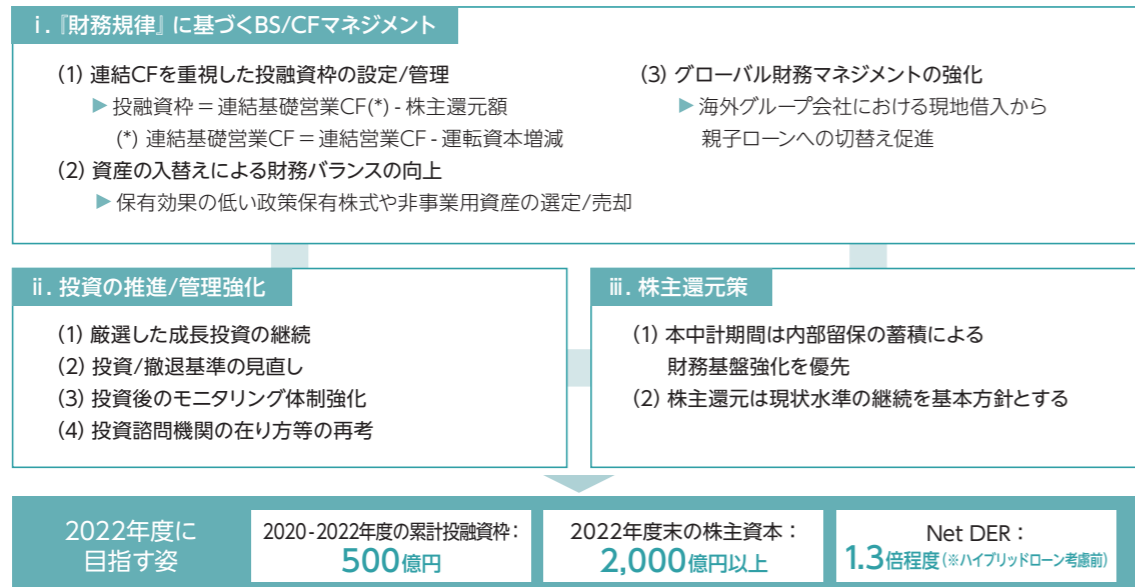 ⅰ.『財務規律』に基づくBS/CFマネジメント
(1) 連結CFを重視した投融資枠の設定/管理
▶ 投融資枠＝連結基礎営業CF(*) - 株主還元額
(*) 連結基礎営業CF＝連結営業CF - 運転資本増減
(2) 資産の入替えによる財務バランスの向上
▶ 保有効果の低い政策保有株式や非事業用資産の選定/売却
(3) グローバル財務マネジメントの強化
▶ 海外グループ会社における現地借入から
親子ローンへの切替え促進
ⅱ. 投資の推進/管理強化
(1) 厳選した成長投資の継続
(2) 投資/撤退基準の見直し
(3) 投資後のモニタリング体制強化
(4) 投資諮問機関の在り方等の再考
ⅲ. 株主還元策
(1) 本中計期間は内部留保の蓄積による
財務基盤強化を優先
(2) 株主還元は現状水準の継続を基本方針とする
2022年度に
目指す姿
2020-2022年度の累計投融資枠：
500億円
2022年度末の株主資本：
2,000億円以上
Net DER：
1.3倍程度(※ハイブリッドローン考慮前)